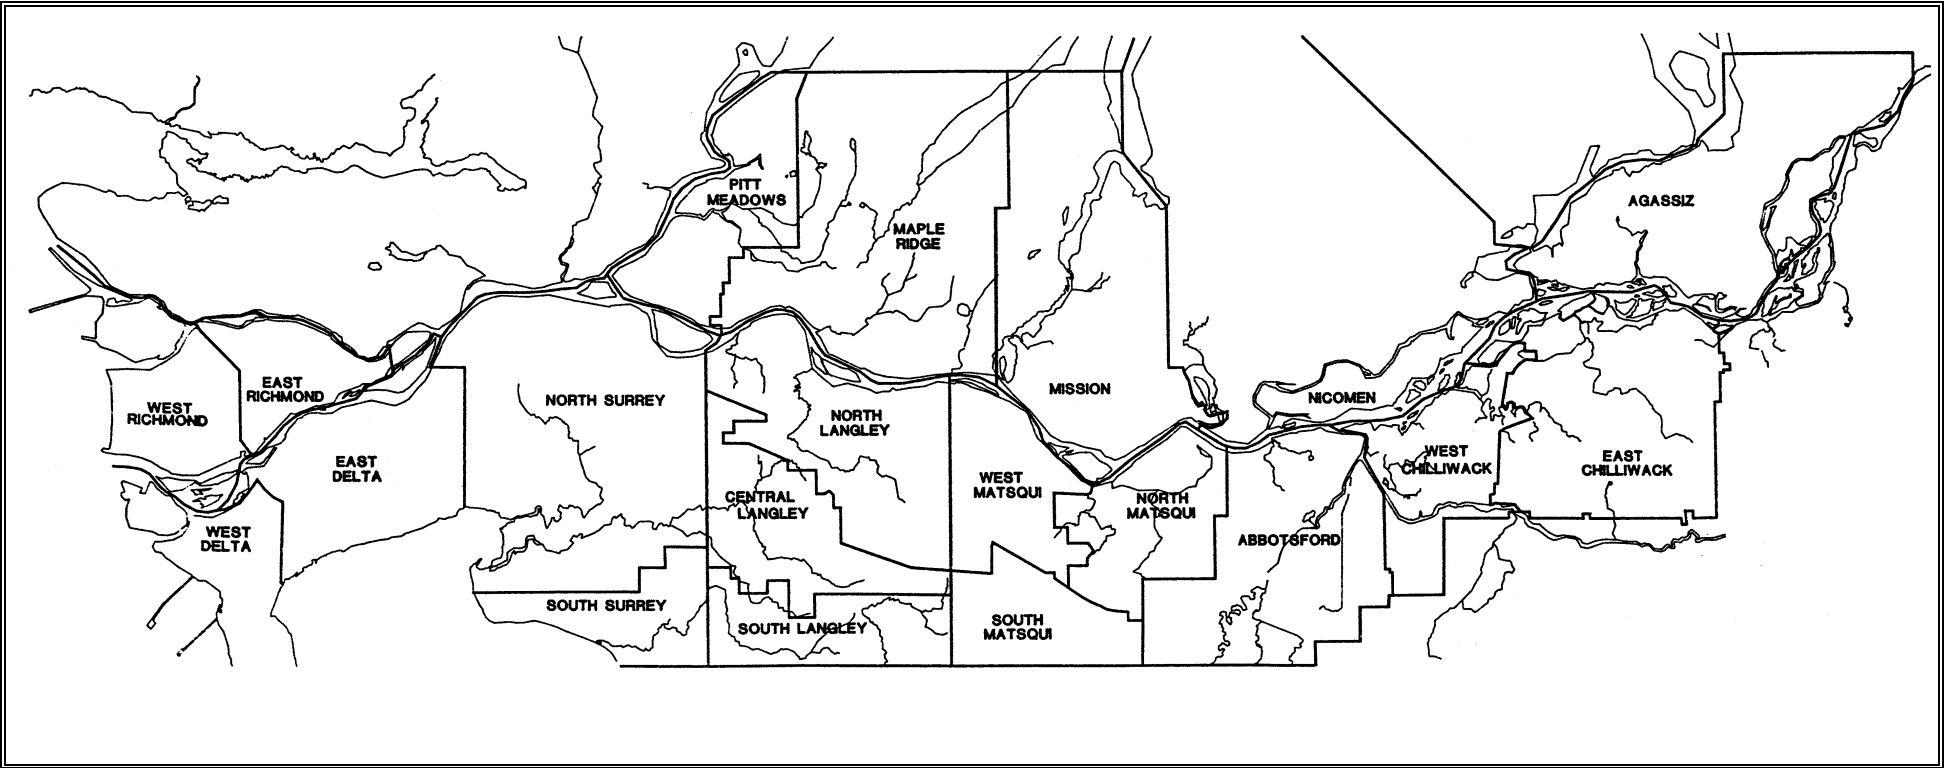 PITT
MEADOWS
MAPLE
RIDGE
AGASSIZ
EAST
RICHMOND
WEST
RICHMOND
NORTH SURREY
NORTH
LANGLEY
MISSION
NICOMEN
EAST
DELTA
WEST
CHILLIWACK
EAST
CHILLIWACK
WEST
MATSQUI
CENTRAL
LANGLEY
NORTH
MATSQUI
WEST
DELTA
ABBOTSFORD
SOUTH SURREY
SOUTH LANGLEY
SOUTH
MATSQUI